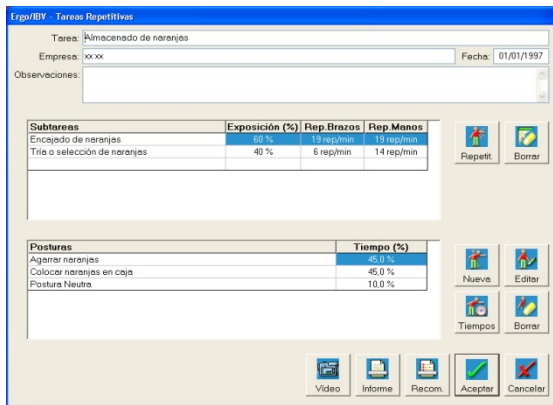 Ergo/IBV - Tareas Repetitivas
Tarea: Almacenado de naranjas
Empresa: xx xx Fecha: 01/01/1997
Observaciones:
Subtareas Exposición (%) Rep.Brazos Rep.Manos
Encajado de naranjas 60 % 19 rep/min 19 rep/min
Tría o selección de naranjas 40 % 6 rep/min 14 rep/min
Repetit. Borrar
Posturas Tiempo (%)
Agarrar naranjas 45,0 %
Colocar naranjas en caja 45,0 %
Postura Neutra 10,0 %
Nueva Editar
Tiempos Borrar
Vídeo Informe Recom. Aceptar Cancelar